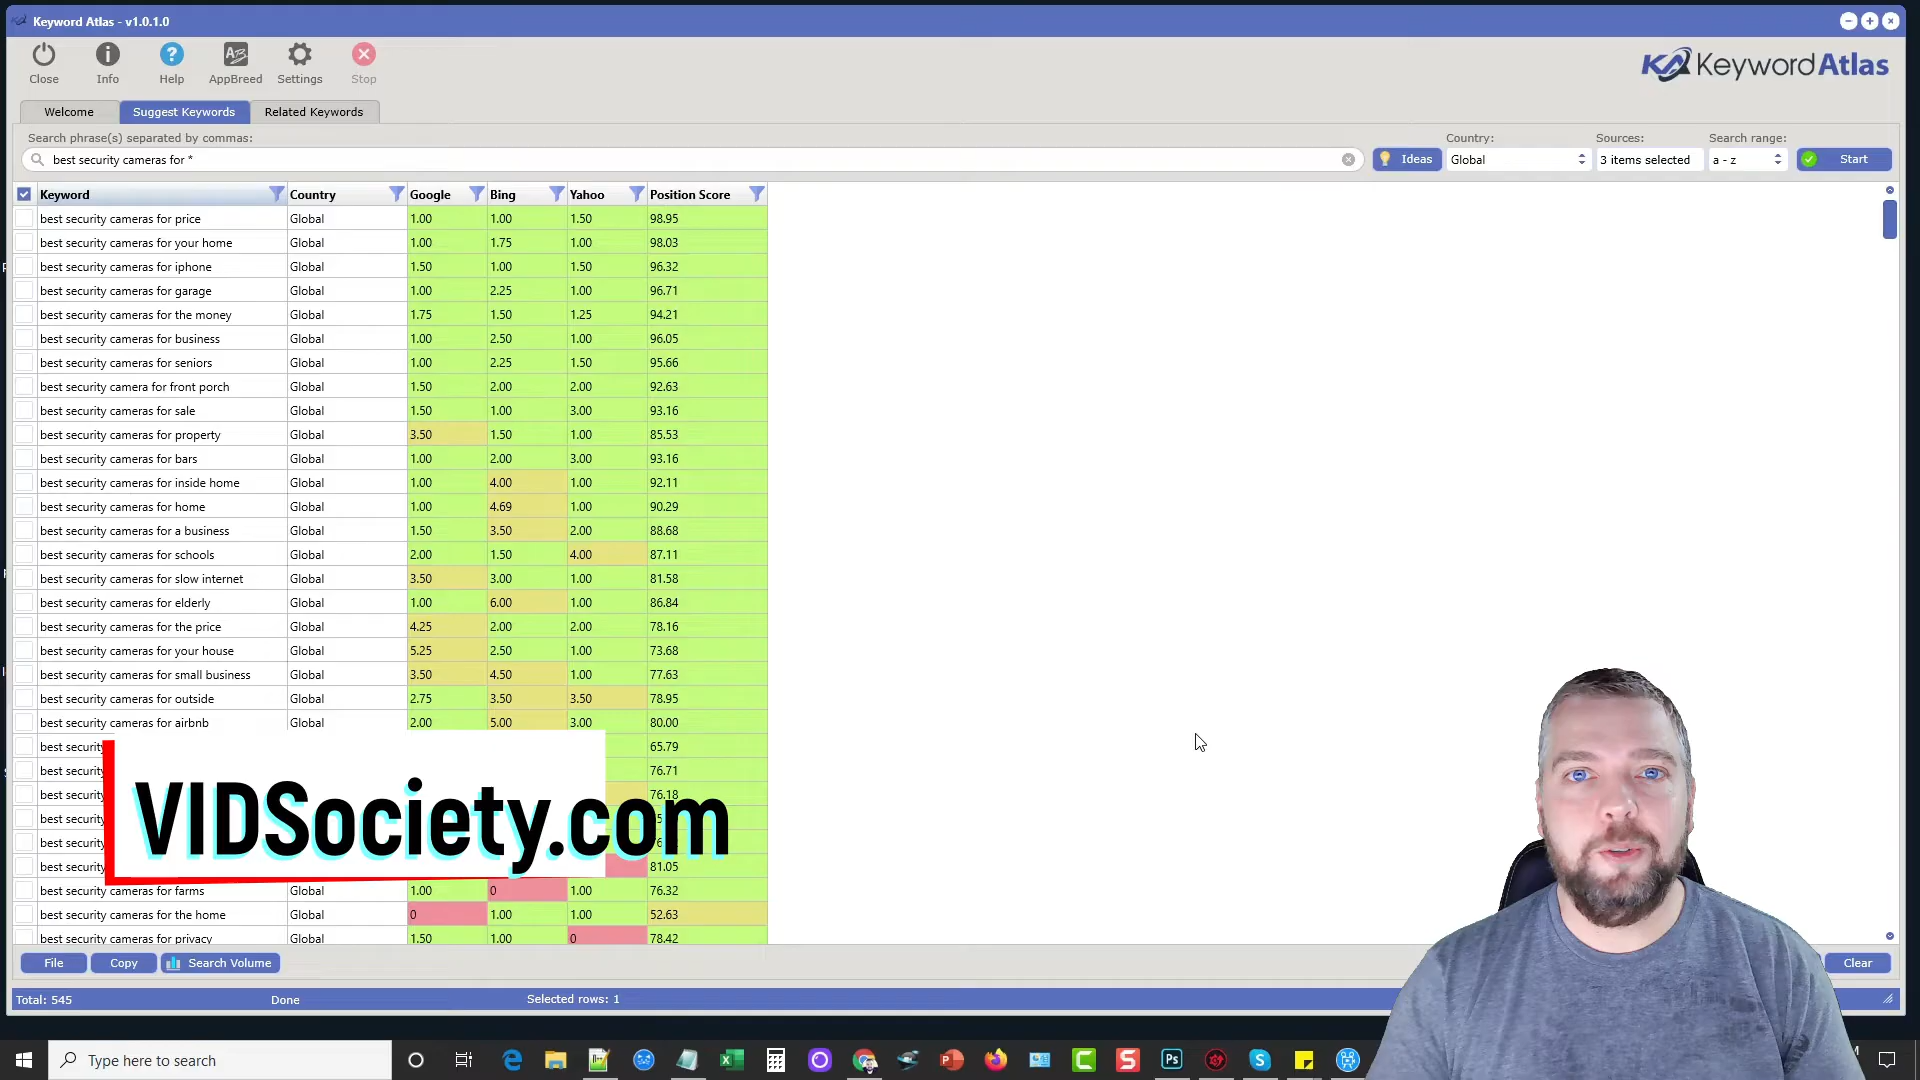 Keyword Atlas - v1.0.1.0
Close Info Help AppBreed Settings Stop
KA KeywordAtlas
Welcome Suggest Keywords Related Keywords
Search phrase(s) separated by commas: Country: Sources: Search range:
best security cameras for * Ideas Global 3 items selected a - z Start
Keyword Country Google Bing Yahoo Position Score
best security cameras for price Global 1.00 1.00 1.50 98.95
best security cameras for your home Global 1.00 1.75 1.00 98.03
best security cameras for iphone Global 1.50 1.00 1.50 96.32
best security cameras for garage Global 1.00 2.25 1.00 96.71
best security cameras for the money Global 1.75 1.50 1.25 94.21
best security cameras for business Global 1.00 2.50 1.00 96.05
best security cameras for seniors Global 1.00 2.25 1.50 95.66
best security camera for front porch Global 1.50 2.00 2.00 92.63
best security cameras for sale Global 1.50 1.00 3.00 93.16
best security cameras for property Global 3.50 1.50 1.00 85.53
best security cameras for bars Global 1.00 2.00 3.00 93.16
best security cameras for inside home Global 1.00 4.00 1.00 92.11
best security cameras for home Global 1.00 4.69 1.00 90.29
best security cameras for a business Global 1.50 3.50 2.00 88.68
best security cameras for schools Global 2.00 1.50 4.00 87.11
best security cameras for slow internet Global 3.50 3.00 1.00 81.58
best security cameras for elderly Global 1.00 6.00 1.00 86.84
best security cameras for the price Global 4.25 2.00 2.00 78.16
best security cameras for your house Global 5.25 2.50 1.00 73.68
best security cameras for small business Global 3.50 4.50 1.00 77.63
best security cameras for outside Global 2.75 3.50 3.50 78.95
best security cameras for airbnb Global 2.00 5.00 3.00 80.00
best security 65.79
best security 76.71
best security 76.18
best security
best security
best security 81.05
VIDSociety.com
best security cameras for farms Global 1.00 0 1.00 76.32
best security cameras for the home Global 0 1.00 1.00 52.63
best security cameras for privacy Global 1.50 1.00 0 78.42
File Copy Search Volume Clear
Total: 545 Done Selected rows: 1
Type here to search